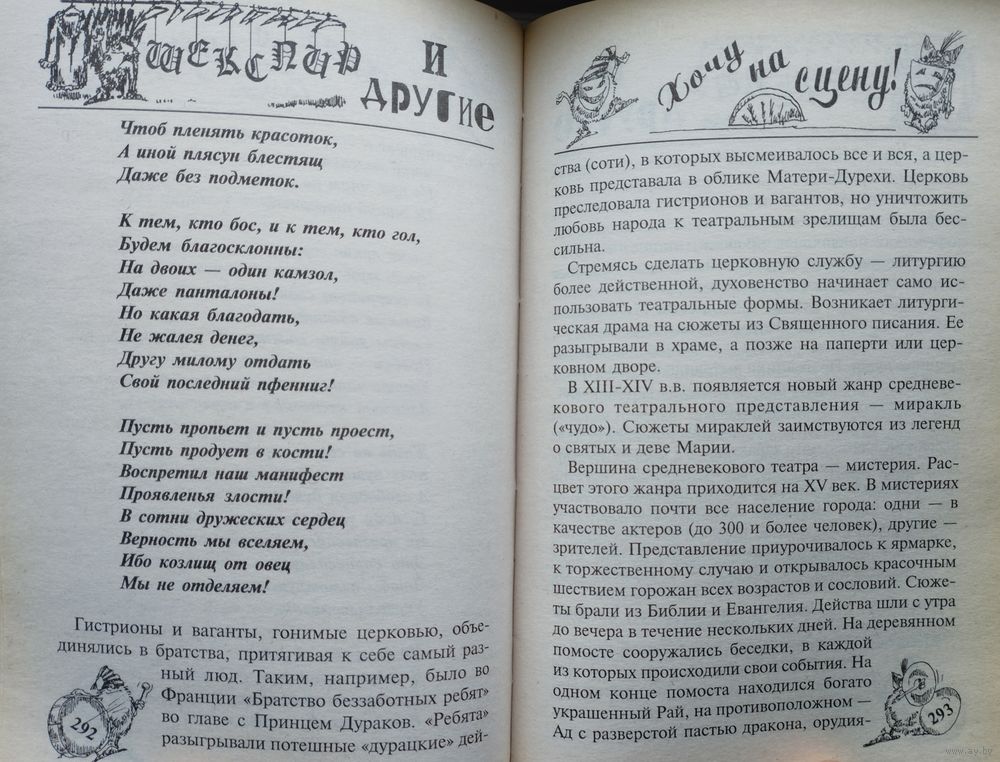 ШЕКСПИР И ДРУГИЕ
Чтоб пленять красоток,
А иной плясун блестящ
Даже без подметок.
К тем, кто бос, и к тем, кто гол,
Будем благосклонны:
На двоих — один камзол,
Даже панталоны!
Но какая благодать,
Не жалея денег,
Другу милому отдать
Свой последний пфенниг!
Пусть пропьет и пусть проест,
Пусть продует в кости!
Воспретил наш манифест
Проявленья злости!
В сотни дружеских сердец
Верность мы вселяем,
Ибо козлищ от овец
Мы не отделяем!
Гистрионы и ваганты, гонимые церковью, объе-
динялись в братства, притягивая к себе самый раз-
ный люд. Таким, например, было во
Франции «Братство беззаботных ребят»
во главе с Принцем Дураков. «Ребята»
разыгрывали потешные «дурацкие» дей-
292
Хочу на сцену!
ства (соти), в которых высмеивалось все и вся, а цер-
ковь представала в облике Матери-Дурехи. Церковь
преследовала гистрионов и вагантов, но уничтожить
любовь народа к театральным зрелищам была бес-
сильна.
Стремясь сделать церковную службу — литургию
более действенной, духовенство начинает само ис-
пользовать театральные формы. Возникает литурги-
ческая драма на сюжеты из Священного писания. Ее
разыгрывали в храме, а позже на паперти или цер-
ковном дворе.
В XIII-XIV в.в. появляется новый жанр средневе-
кового театрального представления — миракль
(«чудо»). Сюжеты мираклей заимствуются из легенд
о святых и деве Марии.
Вершина средневекового театра — мистерия. Рас-
цвет этого жанра приходится на XV век. В мистериях
участвовало почти все население города: одни — в
качестве актеров (до 300 и более человек), другие —
зрителей. Представление приурочивалось к ярмарке,
к торжественному случаю и открывалось красочным
шествием горожан всех возрастов и сословий. Сюже-
ты брали из Библии и Евангелия. Действа шли с утра
до вечера в течение нескольких дней. На деревянном
помосте сооружались беседки, в каждой
из которых происходили свои события. На
одном конце помоста находился богато
украшенный Рай, на противоположном —
Ад с разверстой пастью дракона, орудия-
293
www.ay.by